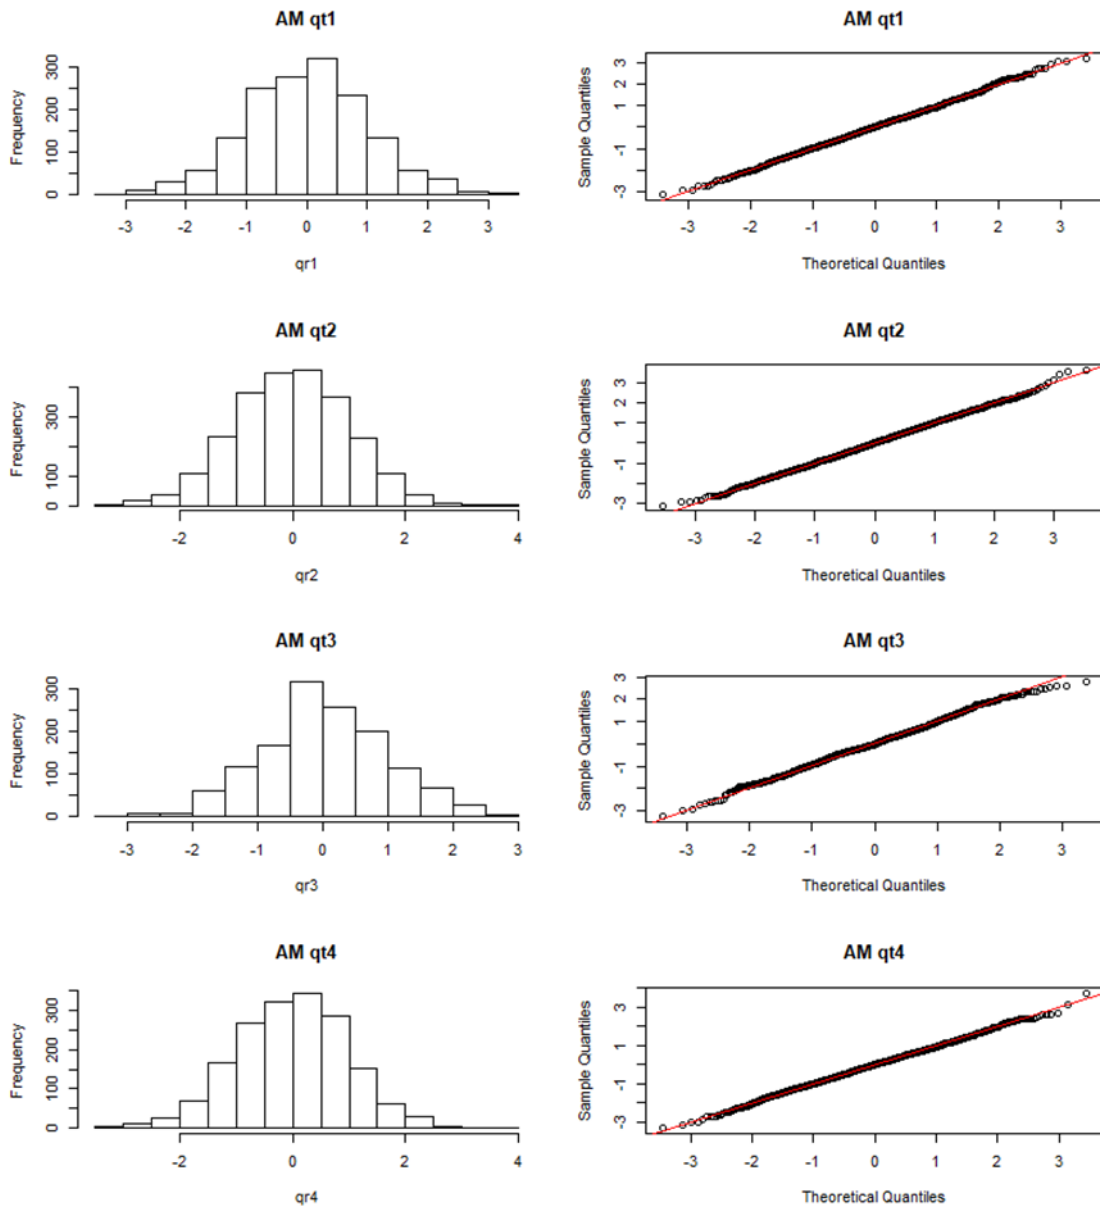 AM qt1
AM qt1
Frequency
0 100 200 300
-3 -2 -1 0 1 2 3
qr1
Sample Quantiles
-3 -1 1 2 3
-3 -2 -1 0 1 2 3
Theoretical Quantiles
AM qt2
AM qt2
Frequency
0 100 300
-2 0 2 4
qr2
Sample Quantiles
-3 -1 1 2 3
-3 -2 -1 0 1 2 3
Theoretical Quantiles
AM qt3
AM qt3
Frequency
0 100 200 300
-3 -2 -1 0 1 2 3
qr3
Sample Quantiles
-3 -1 1 2 3
-3 -2 -1 0 1 2 3
Theoretical Quantiles
AM qt4
AM qt4
Frequency
0 100 200 300
-2 0 2 4
qr4
Sample Quantiles
-3 -1 1 3
-3 -2 -1 0 1 2 3
Theoretical Quantiles